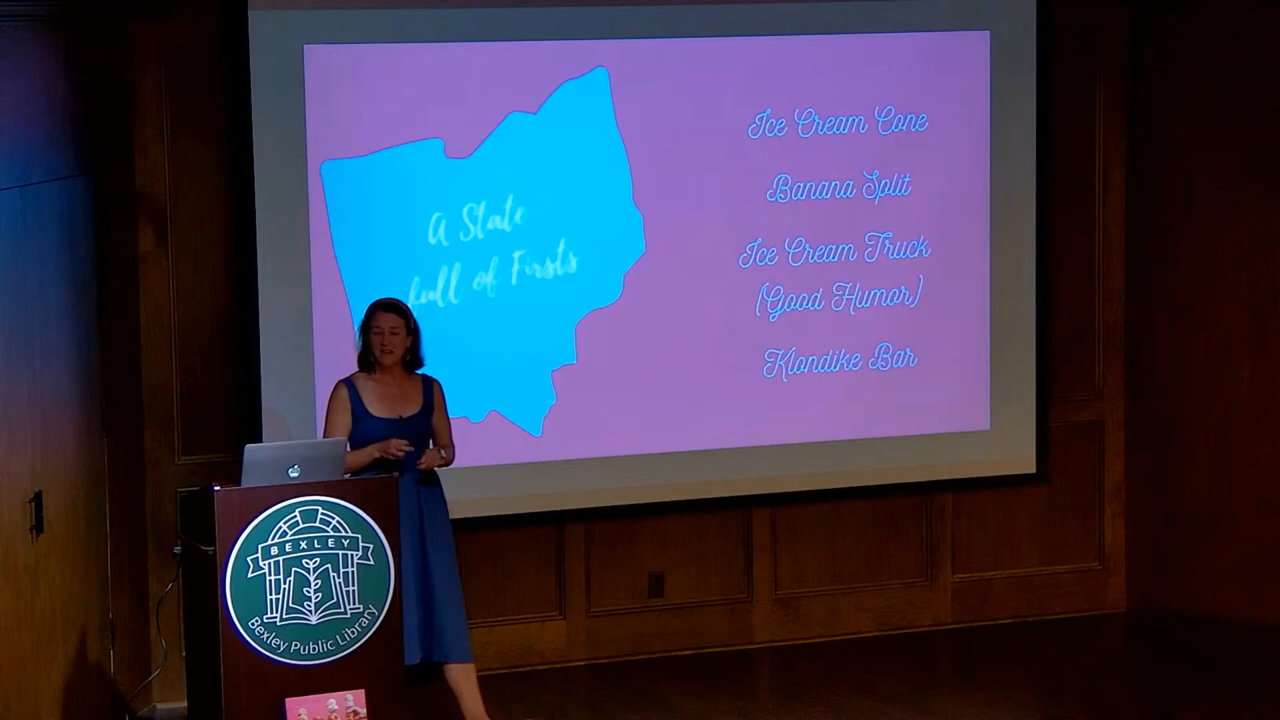 A State
full of Firsts
Ice Cream Cone
Banana Split
Ice Cream Truck
(Good Humor)
Klondike Bar
BEXLEY
Bexley Public Library